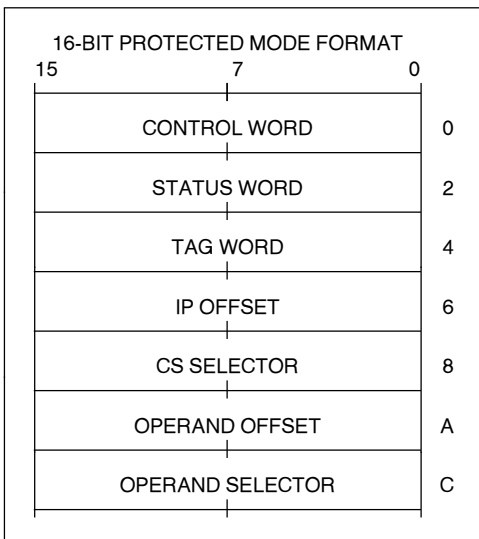 16-BIT PROTECTED MODE FORMAT
15 7 0
CONTROL WORD 0
STATUS WORD 2
TAG WORD 4
IP OFFSET 6
CS SELECTOR 8
OPERAND OFFSET A
OPERAND SELECTOR C